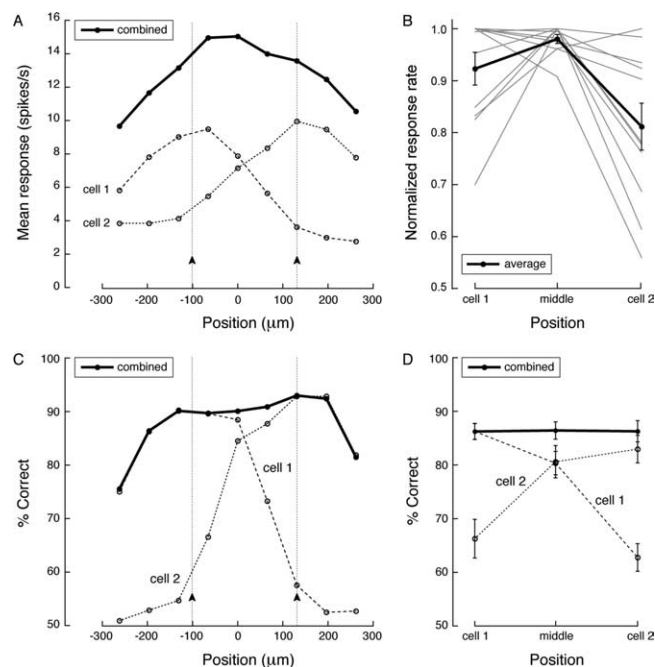 A
combined
Mean response (spikes/s)
16
14
12
10
8
6
4
2
0
cell 1
cell 2
-300 -200 -100 0 100 200 300
Position (μm)
B
Normalized response rate
1.0
0.9
0.8
0.7
0.6
0.5
average
cell 1 middle cell 2
Position
C
combined
% Correct
100
90
80
70
60
50
cell 1
cell 2
-300 -200 -100 0 100 200 300
Position (μm)
D
combined
% Correct
100
90
80
70
60
50
cell 2
cell 1
cell 1 middle cell 2
Position